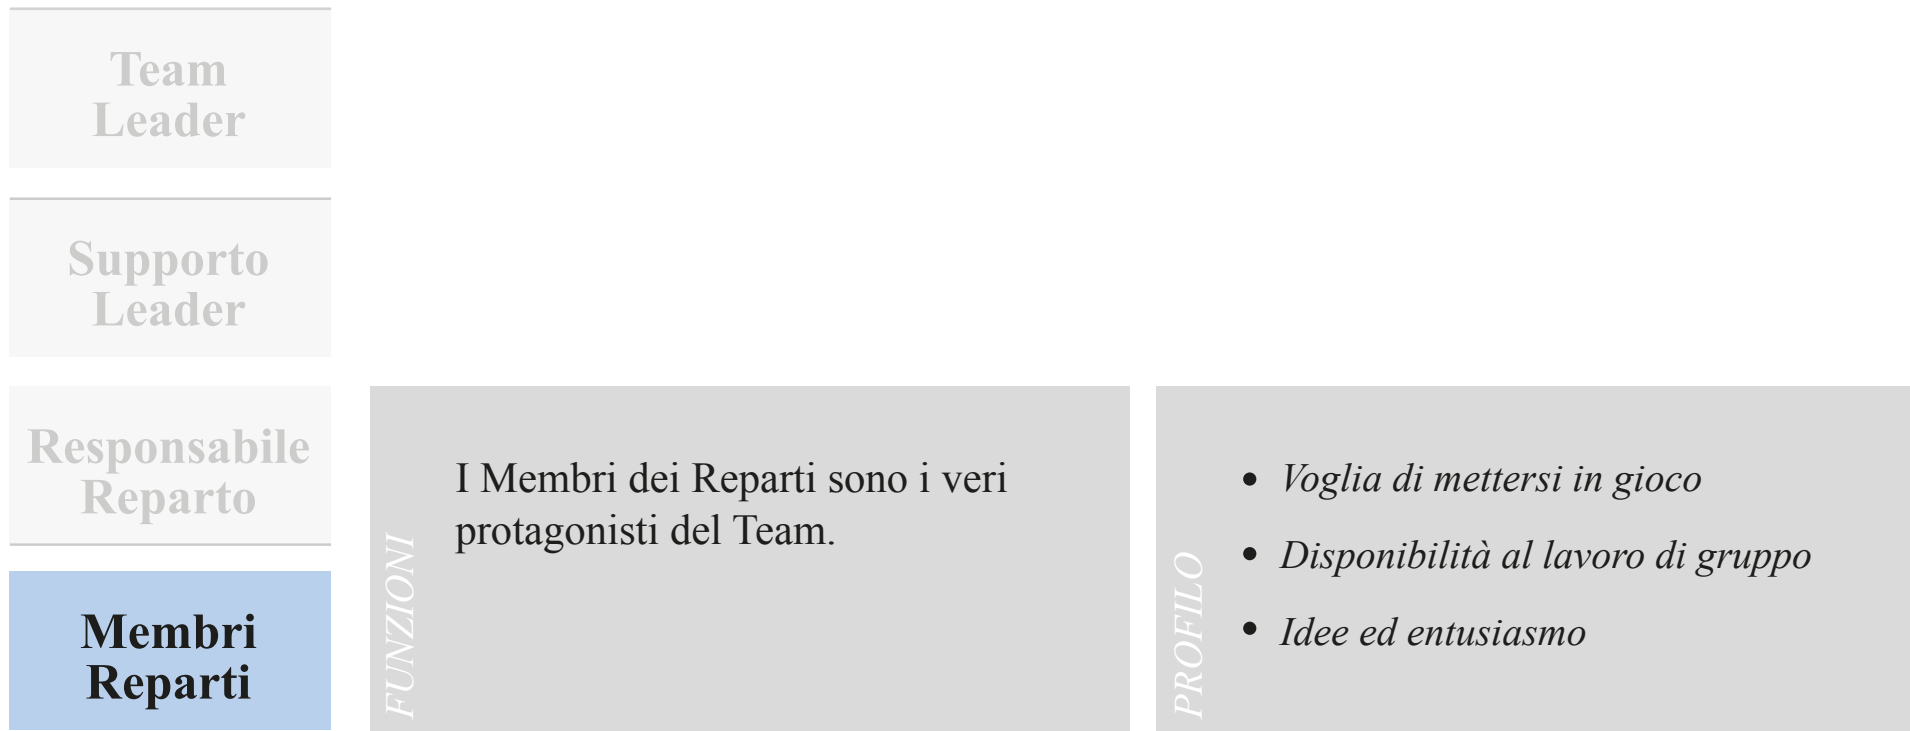 Team
Leader
Supporto
Leader
Responsabile
Reparto
Membri
Reparti
FUNZIONI
I Membri dei Reparti sono i veri
protagonisti del Team.
PROFILO
• Voglia di mettersi in gioco
• Disponibilità al lavoro di gruppo
• Idee ed entusiasmo